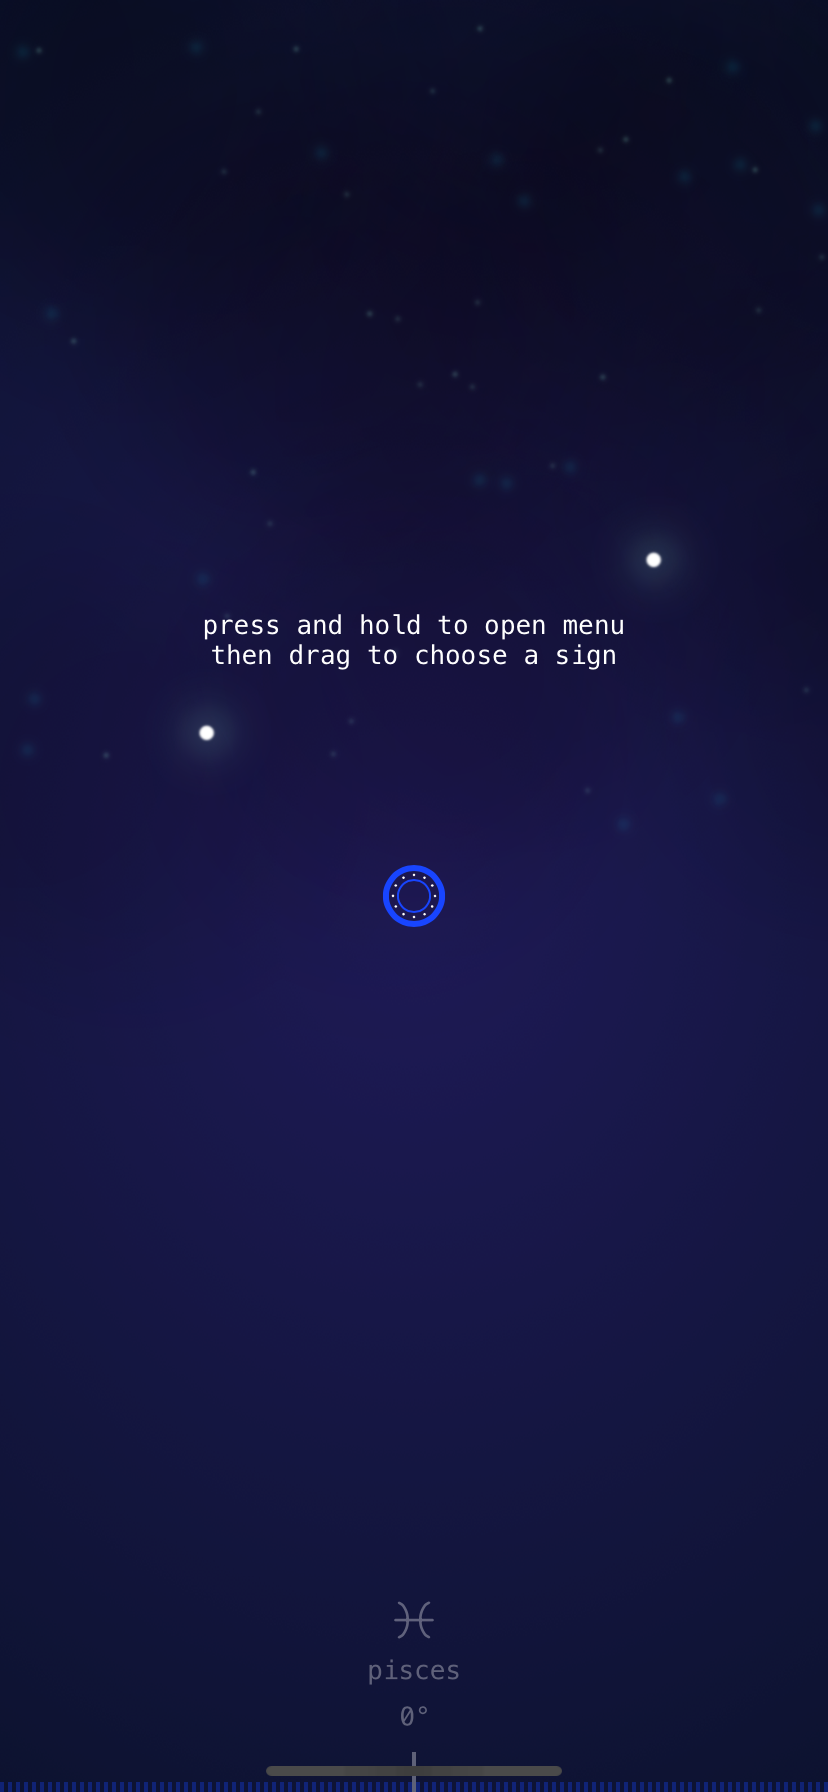 press and hold to open menu
then drag to choose a sign
♓
pisces
0°